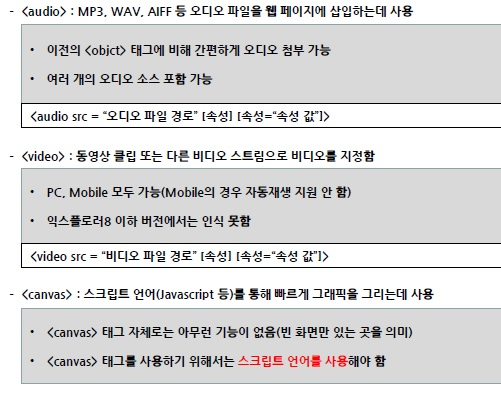 - <audio> : MP3, WAV, AIFF 등 오디오 파일을 웹 페이지에 삽입하는데 사용
• 이전의 <objct> 태그에 비해 간편하게 오디오 첨부 가능
• 여러 개의 오디오 소스 포함 가능
<audio src = “오디오 파일 경로” [속성] [속성=“속성 값”]>
- <video> : 동영상 클립 또는 다른 비디오 스트림으로 비디오를 지정함
• PC, Mobile 모두 가능(Mobile의 경우 자동재생 지원 안 함)
• 익스플로러8 이하 버전에서는 인식 못함
<video src = “비디오 파일 경로” [속성] [속성=“속성 값”]>
- <canvas> : 스크립트 언어(Javascript 등)를 통해 빠르게 그래픽을 그리는데 사용
• <canvas> 태그 자체로는 아무런 기능이 없음(빈 화면만 있는 곳을 의미)
• <canvas> 태그를 사용하기 위해서는 스크립트 언어를 사용해야 함